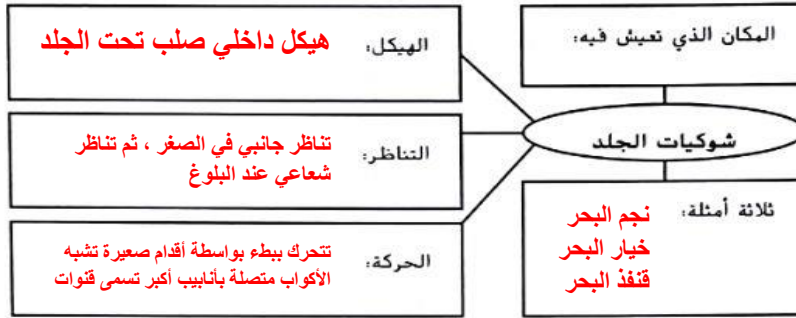 المكان الذي تعيش فيه:
الهيكل: هيكل داخلي صلب تحت الجلد
شوكيات الجلد
التناظر: تناظر جانبي في الصغر ، ثم تناظر
شعاعي عند البلوغ
ثلاثة أمثلة: نجم البحر
خيار البحر
قنفذ البحر
الحركة: تتحرك ببطء بواسطة أقدام صغيرة تشبه
الأكواب متصلة بأنابيب أكبر تسمى قنوات